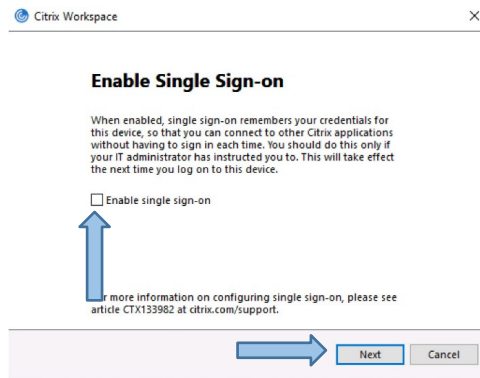 Citrix Workspace
Enable Single Sign-on
When enabled, single sign-on remembers your credentials for
this device, so that you can connect to other Citrix applications
without having to sign in each time. You should do this only if
your IT administrator has instructed you to. This will take effect
the next time you log on to this device.
Enable single sign-on
more information on configuring single sign-on, please see
article CTX133982 at citrix.com/support.
Next Cancel